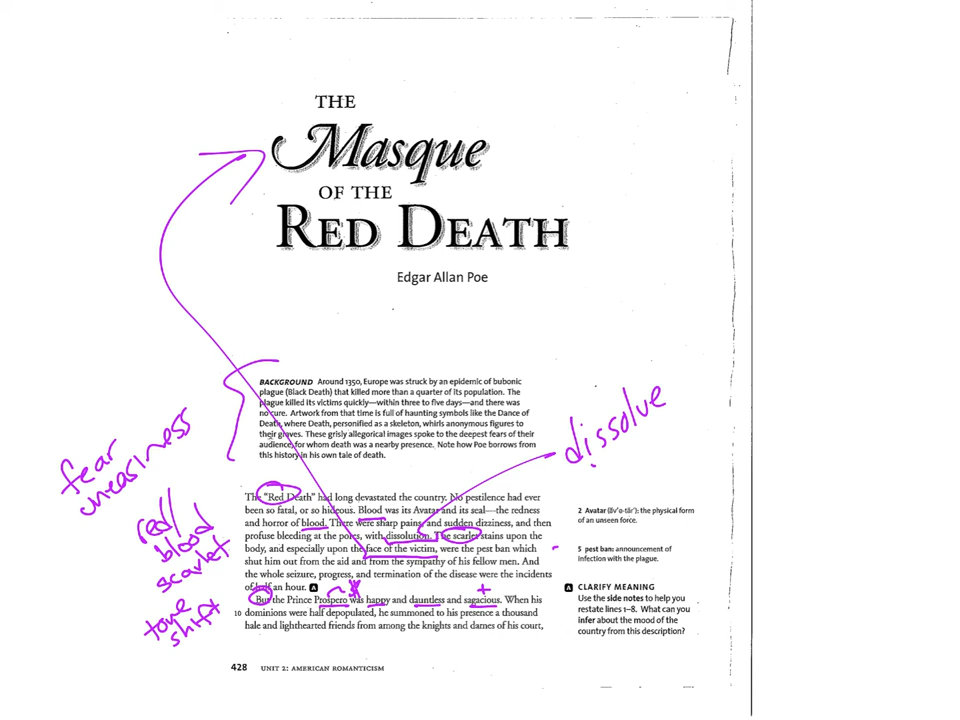 THE
Masque
OF THE
RED DEATH
Edgar Allan Poe
BACKGROUND Around 1350, Europe was struck by an epidemic of bubonic
plague (Black Death) that killed more than a quarter of its population. The
plague killed its victims quickly—within three to five days—and there was
no cure. Artwork from that time is full of haunting symbols like the Dance of
Death, where Death, personified as a skeleton, whirls anonymous figures to
their graves. These grisly allegorical images spoke to the deepest fears of their
audience, for whom death was a nearby presence. Note how Poe borrows from
this history in his own tale of death.
fear
uneasiness
dissolve
The “Red Death” had long devastated the country. No pestilence had ever
been so fatal, or so hideous. Blood was its Avatar and its seal—the redness
and horror of blood. There were sharp pains, and sudden dizziness, and then
profuse bleeding at the pores, with dissolution. The scarlet stains upon the
body, and especially upon the face of the victim, were the pest ban which
shut him out from the aid and from the sympathy of his fellow men. And
the whole seizure, progress, and termination of the disease were the incidents
of half an hour. A
But the Prince Prospero was happy and dauntless and sagacious. When his
10 dominions were half depopulated, he summoned to his presence a thousand
hale and lighthearted friends from among the knights and dames of his court,
red/
blood
scarlet
tone
shift
+
2 Avatar (ăv'ə-tär'): the physical form
of an unseen force.
5 pest ban: announcement of
infection with the plague.
A CLARIFY MEANING
Use the side notes to help you
restate lines 1–8. What can you
infer about the mood of the
country from this description?
428 UNIT 2: AMERICAN ROMANTICISM